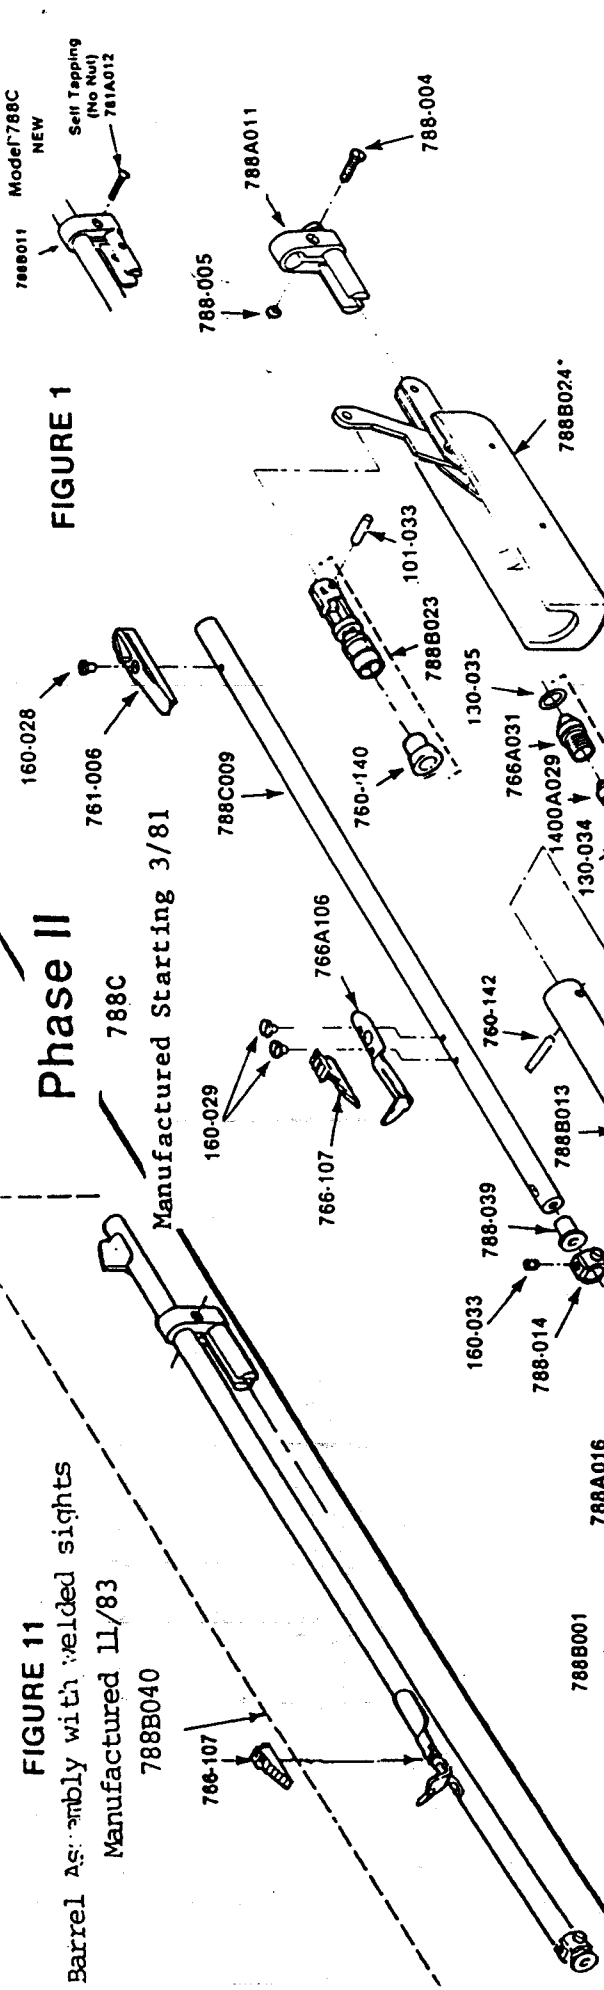 FIGURE 11
Barrel Assembly with welded sights
Manufactured 11/83
788B040
766-107
Phase II
788C
Manufactured Starting 3/81
160-028
761-006
788C009
160-029
766-107
766A106
160-033
788-014
788-039
788B013
760-142
788B001
788A016
FIGURE 1
788B011
Model 788C
NEW
Self Tapping
(No Nut)
761A012
788-005
788A011
788-004
101-033
788B023
760-140
788B024*
130-035
766A031
1400A029
130-034